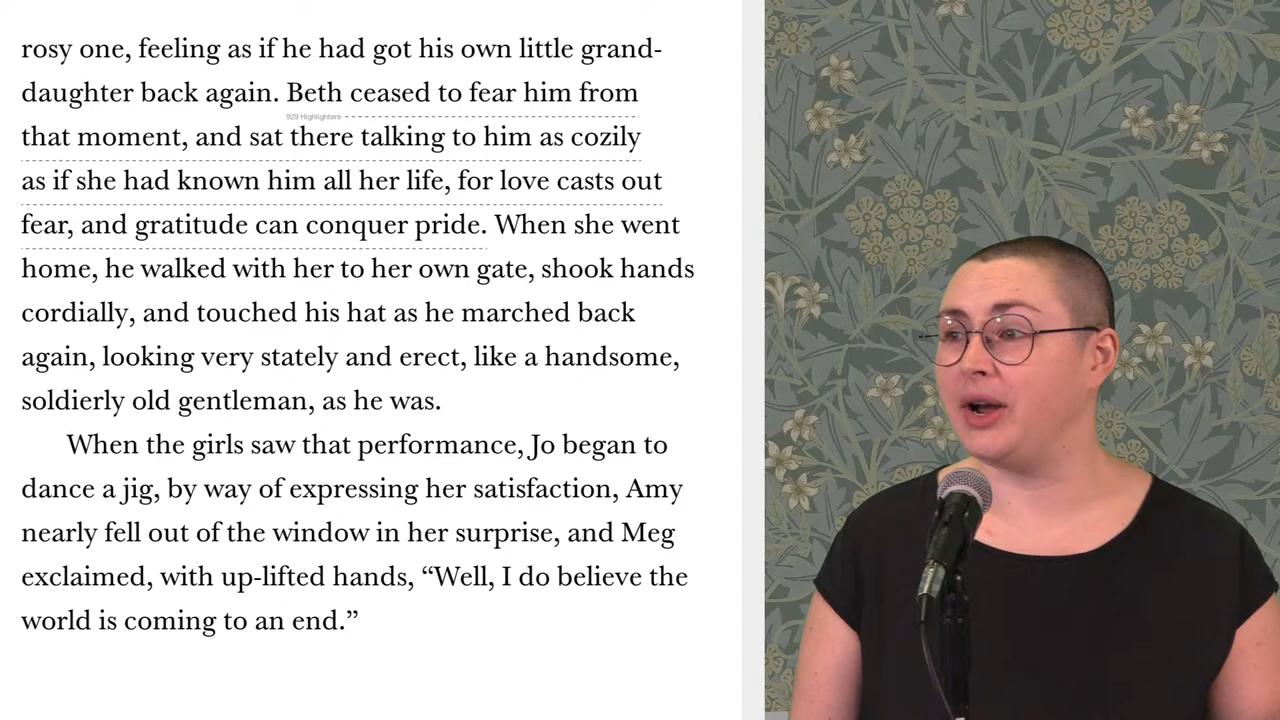 rosy one, feeling as if he had got his own little grand-
daughter back again. Beth ceased to fear him from
929 Highlighters
that moment, and sat there talking to him as cozily
as if she had known him all her life, for love casts out
fear, and gratitude can conquer pride. When she went
home, he walked with her to her own gate, shook hands
cordially, and touched his hat as he marched back
again, looking very stately and erect, like a handsome,
soldierly old gentleman, as he was.
When the girls saw that performance, Jo began to
dance a jig, by way of expressing her satisfaction, Amy
nearly fell out of the window in her surprise, and Meg
exclaimed, with up-lifted hands, “Well, I do believe the
world is coming to an end.”